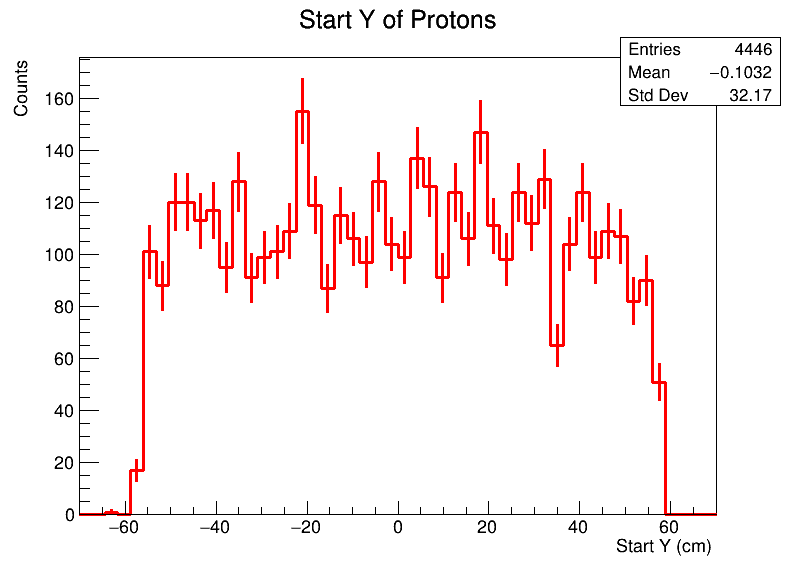 Start Y of Protons
Entries 4446
Mean −0.1032
Std Dev 32.17
Counts
160
140
120
100
80
60
40
20
0
−60 −40 −20 0 20 40 60
Start Y (cm)